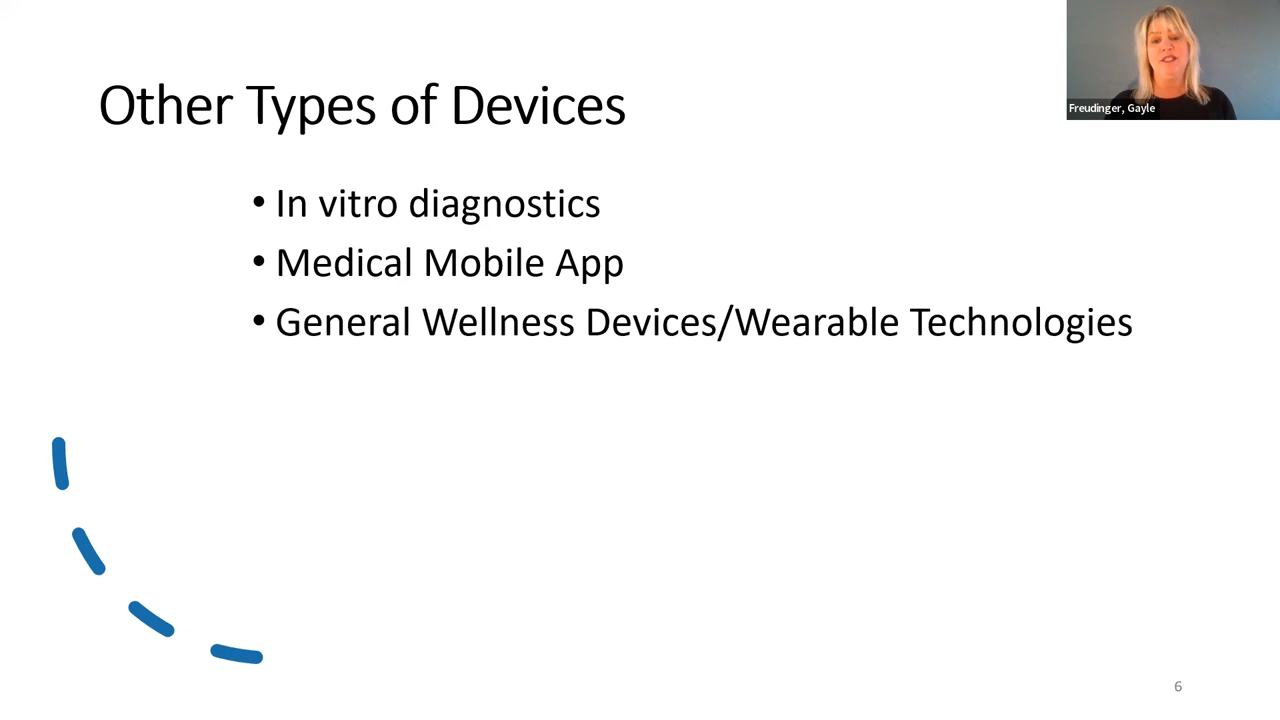 Other Types of Devices
Freudinger, Gayle
• In vitro diagnostics
• Medical Mobile App
• General Wellness Devices/Wearable Technologies
6